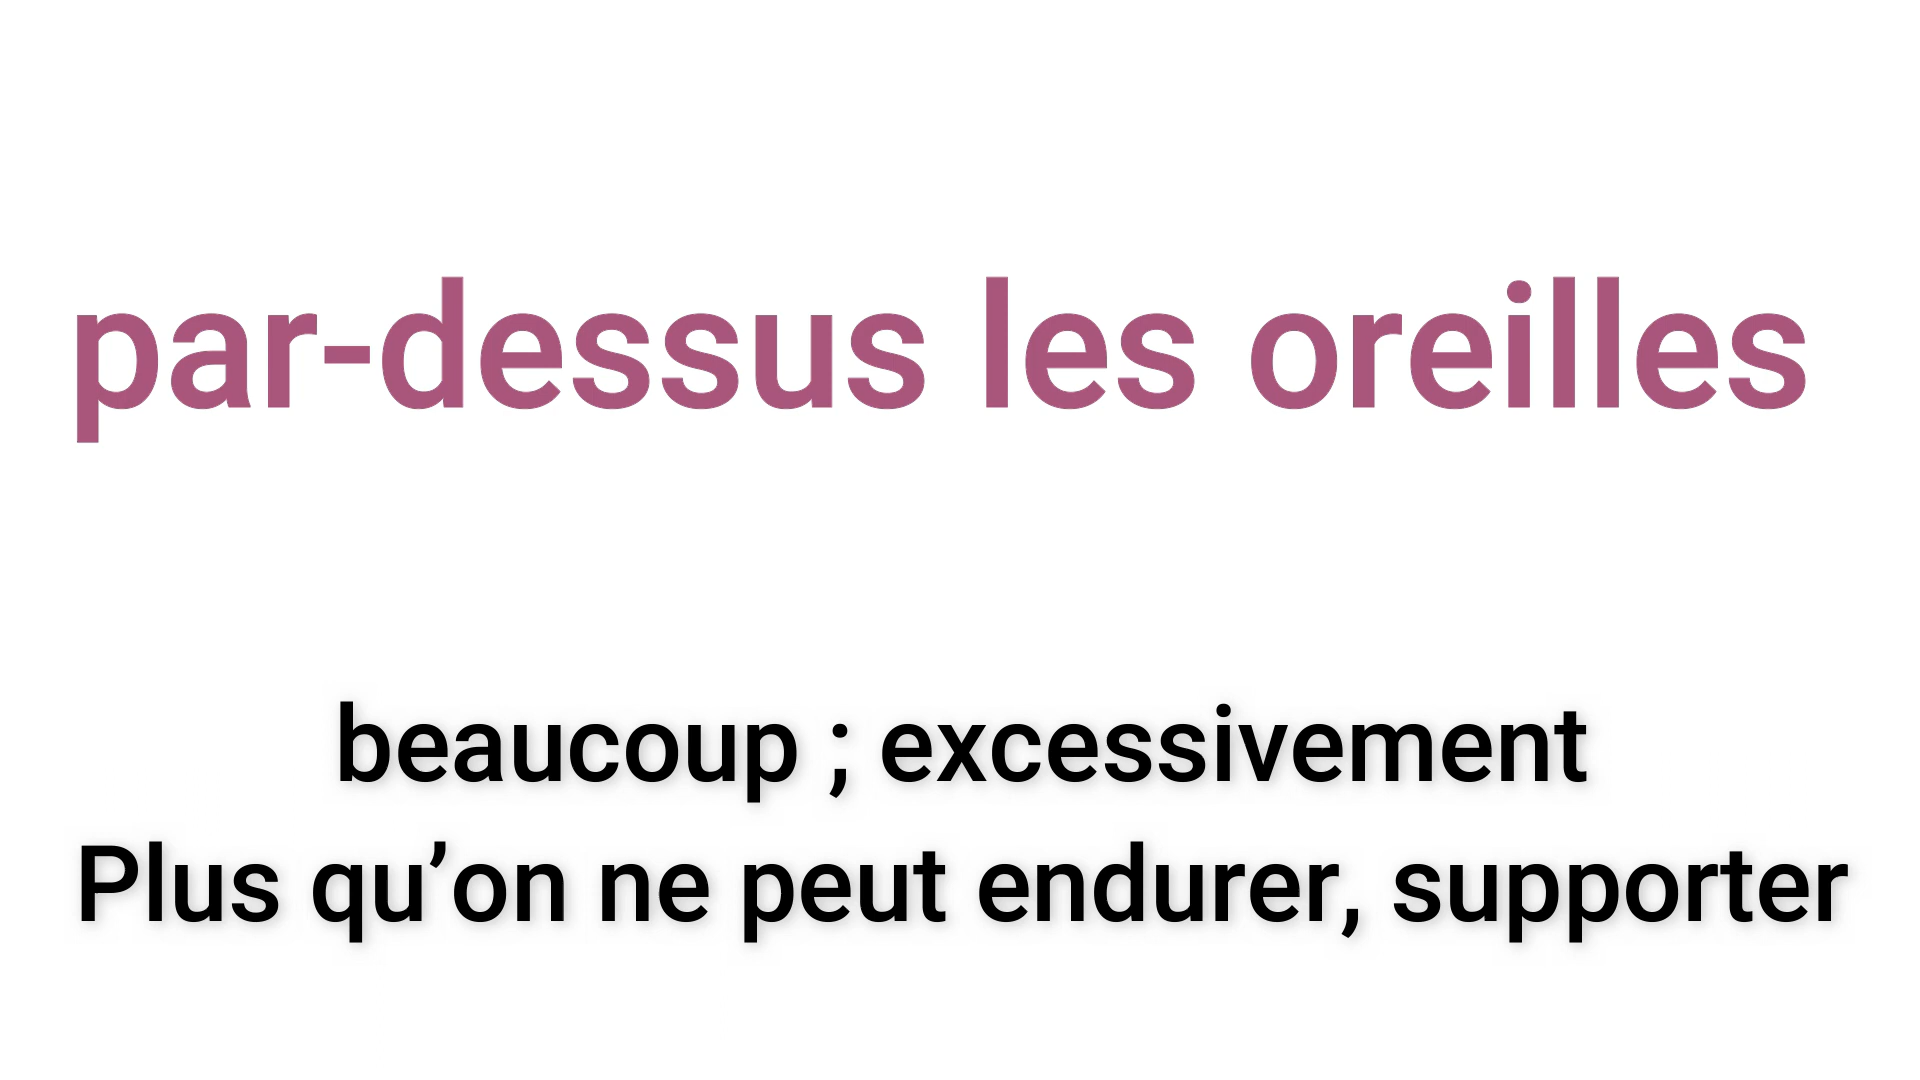 par-dessus les oreilles
beaucoup ; excessivement
Plus qu’on ne peut endurer, supporter